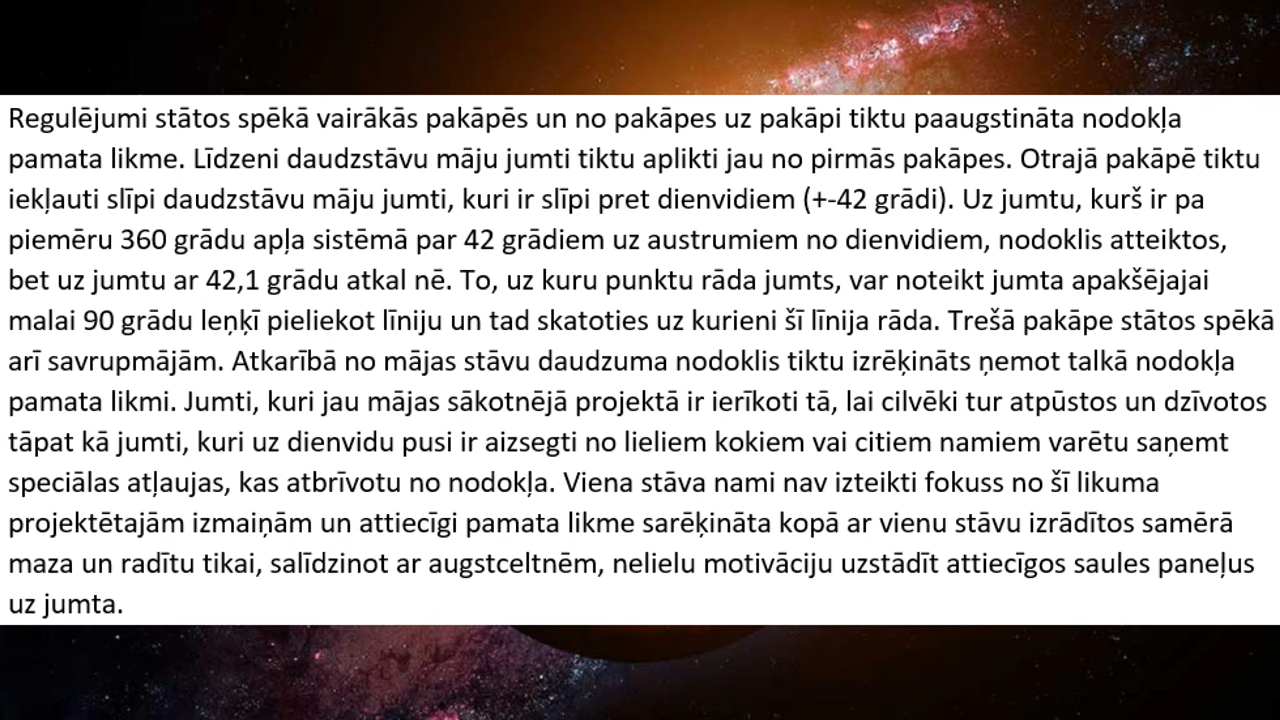 Regulējumi stātos spēkā vairākās pakāpēs un no pakāpes uz pakāpi tiktu paaugstināta nodokļa
pamata likme. Līdzeni daudzstāvu māju jumti tiktu aplikti jau no pirmās pakāpes. Otrajā pakāpē tiktu
iekļauti slīpi daudzstāvu māju jumti, kuri ir slīpi pret dienvidiem (+-42 grādi). Uz jumtu, kurš ir pa
piemēru 360 grādu apļa sistēmā par 42 grādiem uz austrumiem no dienvidiem, nodoklis atteiktos,
bet uz jumtu ar 42,1 grādu atkal nē. To, uz kuru punktu rāda jumts, var noteikt jumta apakšējajai
malai 90 grādu leņķī pieliekot līniju un tad skatoties uz kurieni šī līnija rāda. Trešā pakāpe stātos spēkā
arī savrupmājām. Atkarībā no mājas stāvu daudzuma nodoklis tiktu izrēķināts ņemot talkā nodokļa
pamata likmi. Jumti, kuri jau mājas sākotnējā projektā ir ierīkoti tā, lai cilvēki tur atpūstos un dzīvotos
tāpat kā jumti, kuri uz dienvidu pusi ir aizsegti no lieliem kokiem vai citiem namiem varētu saņemt
speciālas atļaujas, kas atbrīvotu no nodokļa. Viena stāva nami nav izteikti fokuss no šī likuma
projektētajām izmaiņām un attiecīgi pamata likme sarēķināta kopā ar vienu stāvu izrādītos samērā
maza un radītu tikai, salīdzinot ar augstceltnēm, nelielu motivāciju uzstādīt attiecīgos saules paneļus
uz jumta.